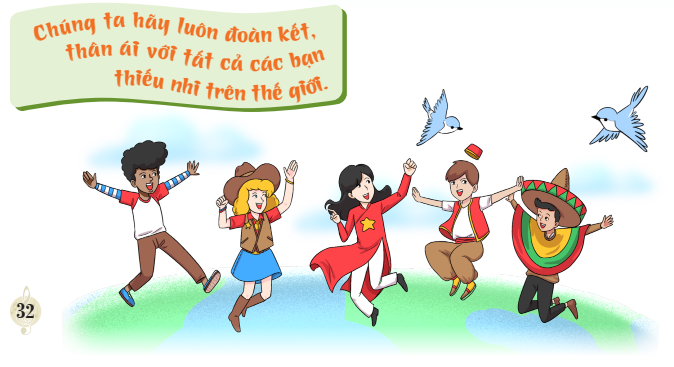 Chúng ta hãy luôn đoàn kết,
thân ái với tất cả các bạn
thiếu nhi trên thế giới.
32